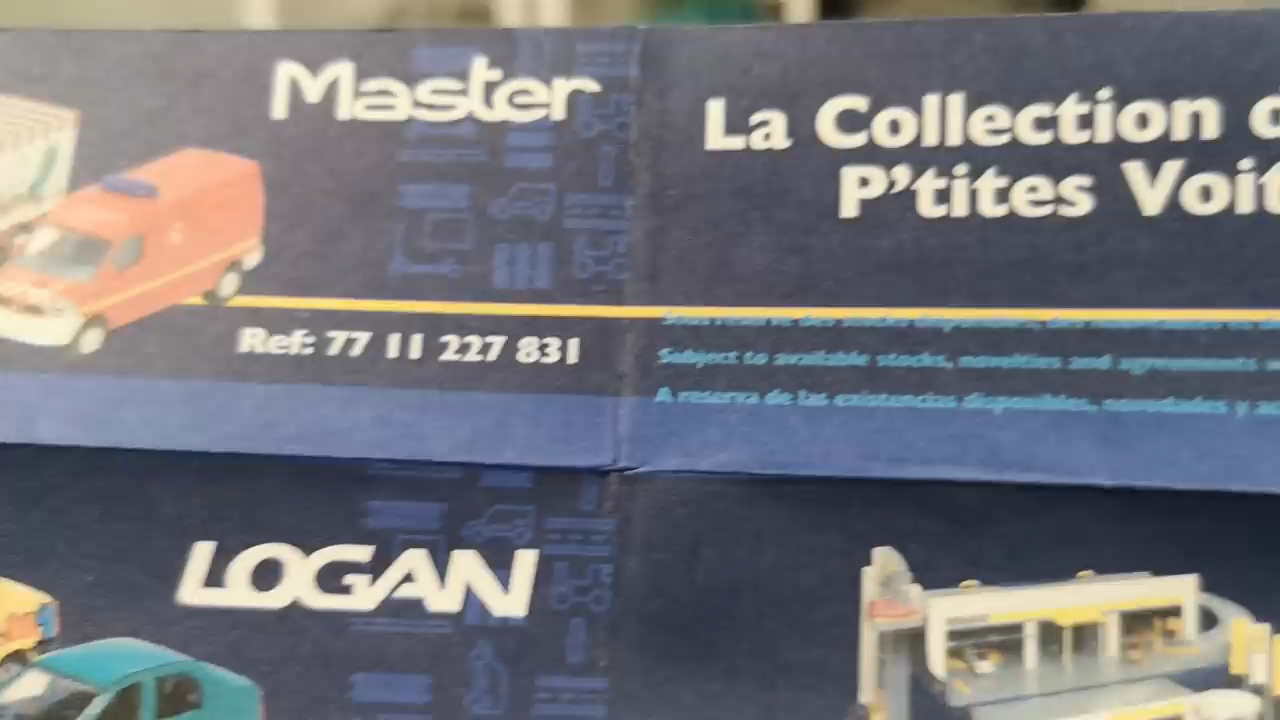 Master
La Collection
P'tites
Ref: 77 11 227 831
Subject to available stocks, novelties and agreements
A reserva de las existencias disponibles, novedades y
LOGAN